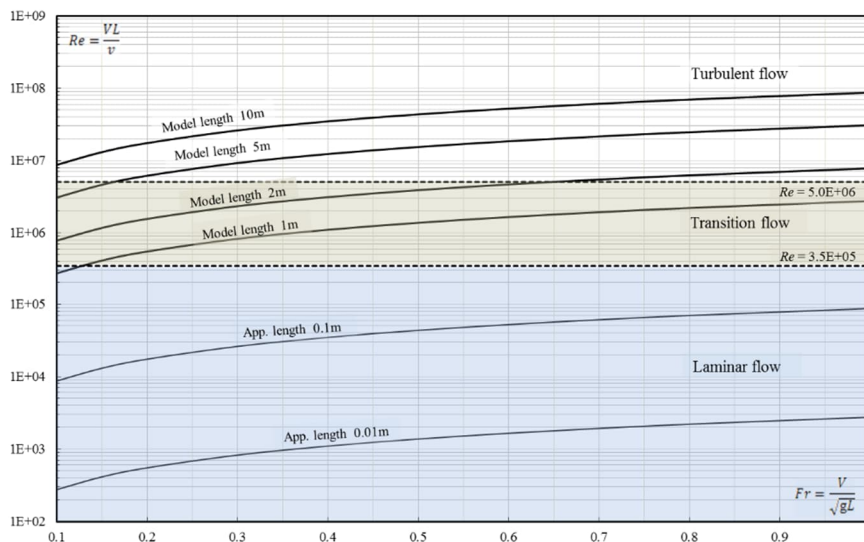 1E+09
Re = VL / v
1E+08
Turbulent flow
Model length 10m
1E+07
Model length 5m
Model length 2m
Re = 5.0E+06
Model length 1m
Transition flow
1E+06
Re = 3.5E+05
1E+05
App. length 0.1m
Laminar flow
1E+04
1E+03
App. length 0.01m
Fr = V / √gL
1E+02
0.1 0.2 0.3 0.4 0.5 0.6 0.7 0.8 0.9